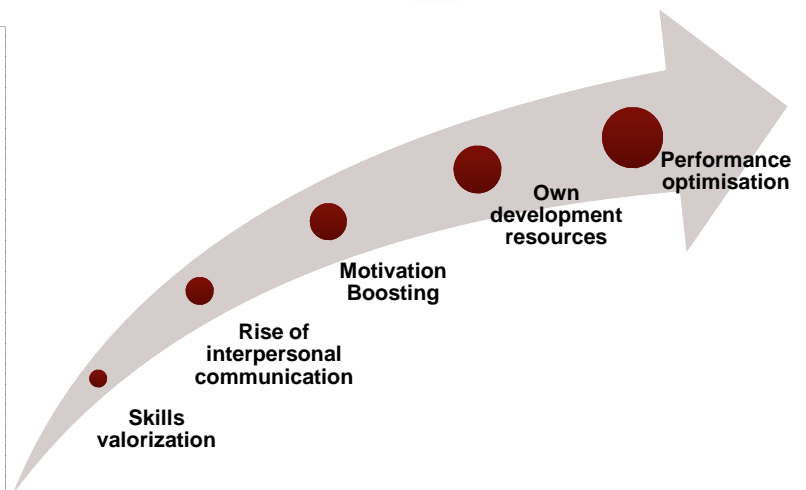 Skills
valorization
Rise of
interpersonal
communication
Motivation
Boosting
Own
development
resources
Performance
optimisation